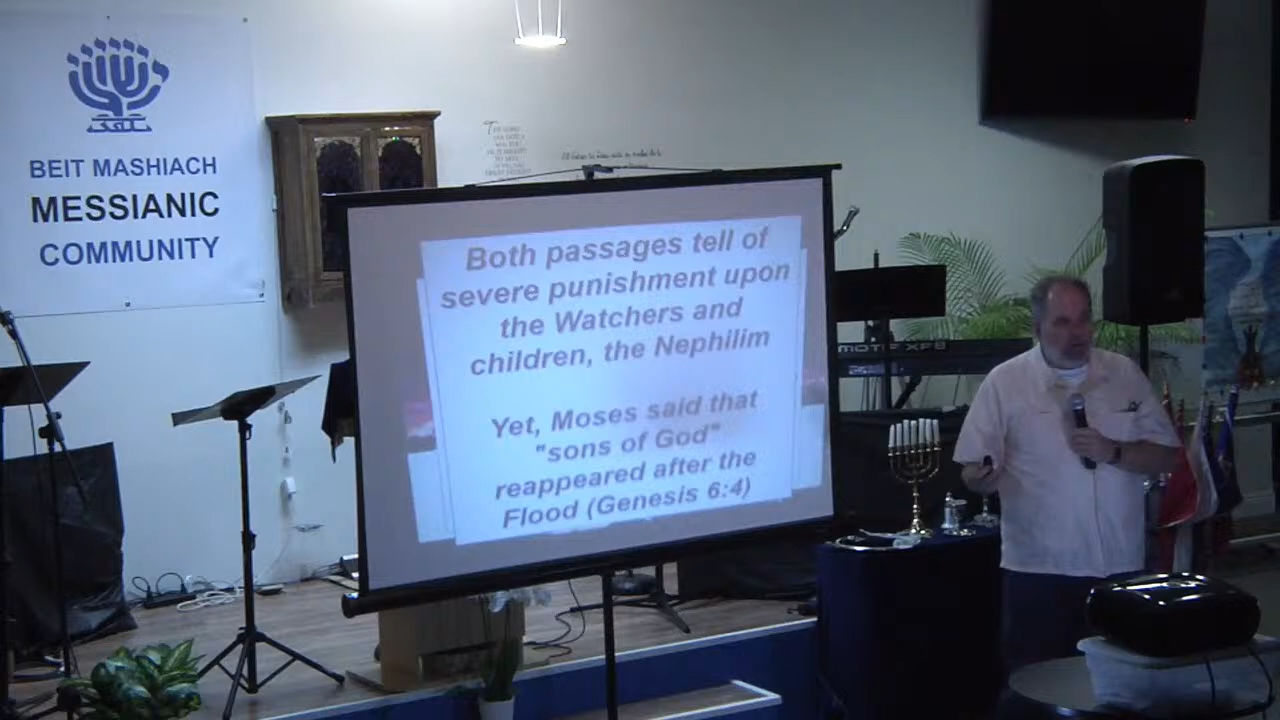 BEIT MASHIACH
MESSIANIC
COMMUNITY
Both passages tell of
severe punishment upon
the Watchers and
children, the Nephilim
Yet, Moses said that
"sons of God"
reappeared after the
Flood (Genesis 6:4)
MOTIF XF8